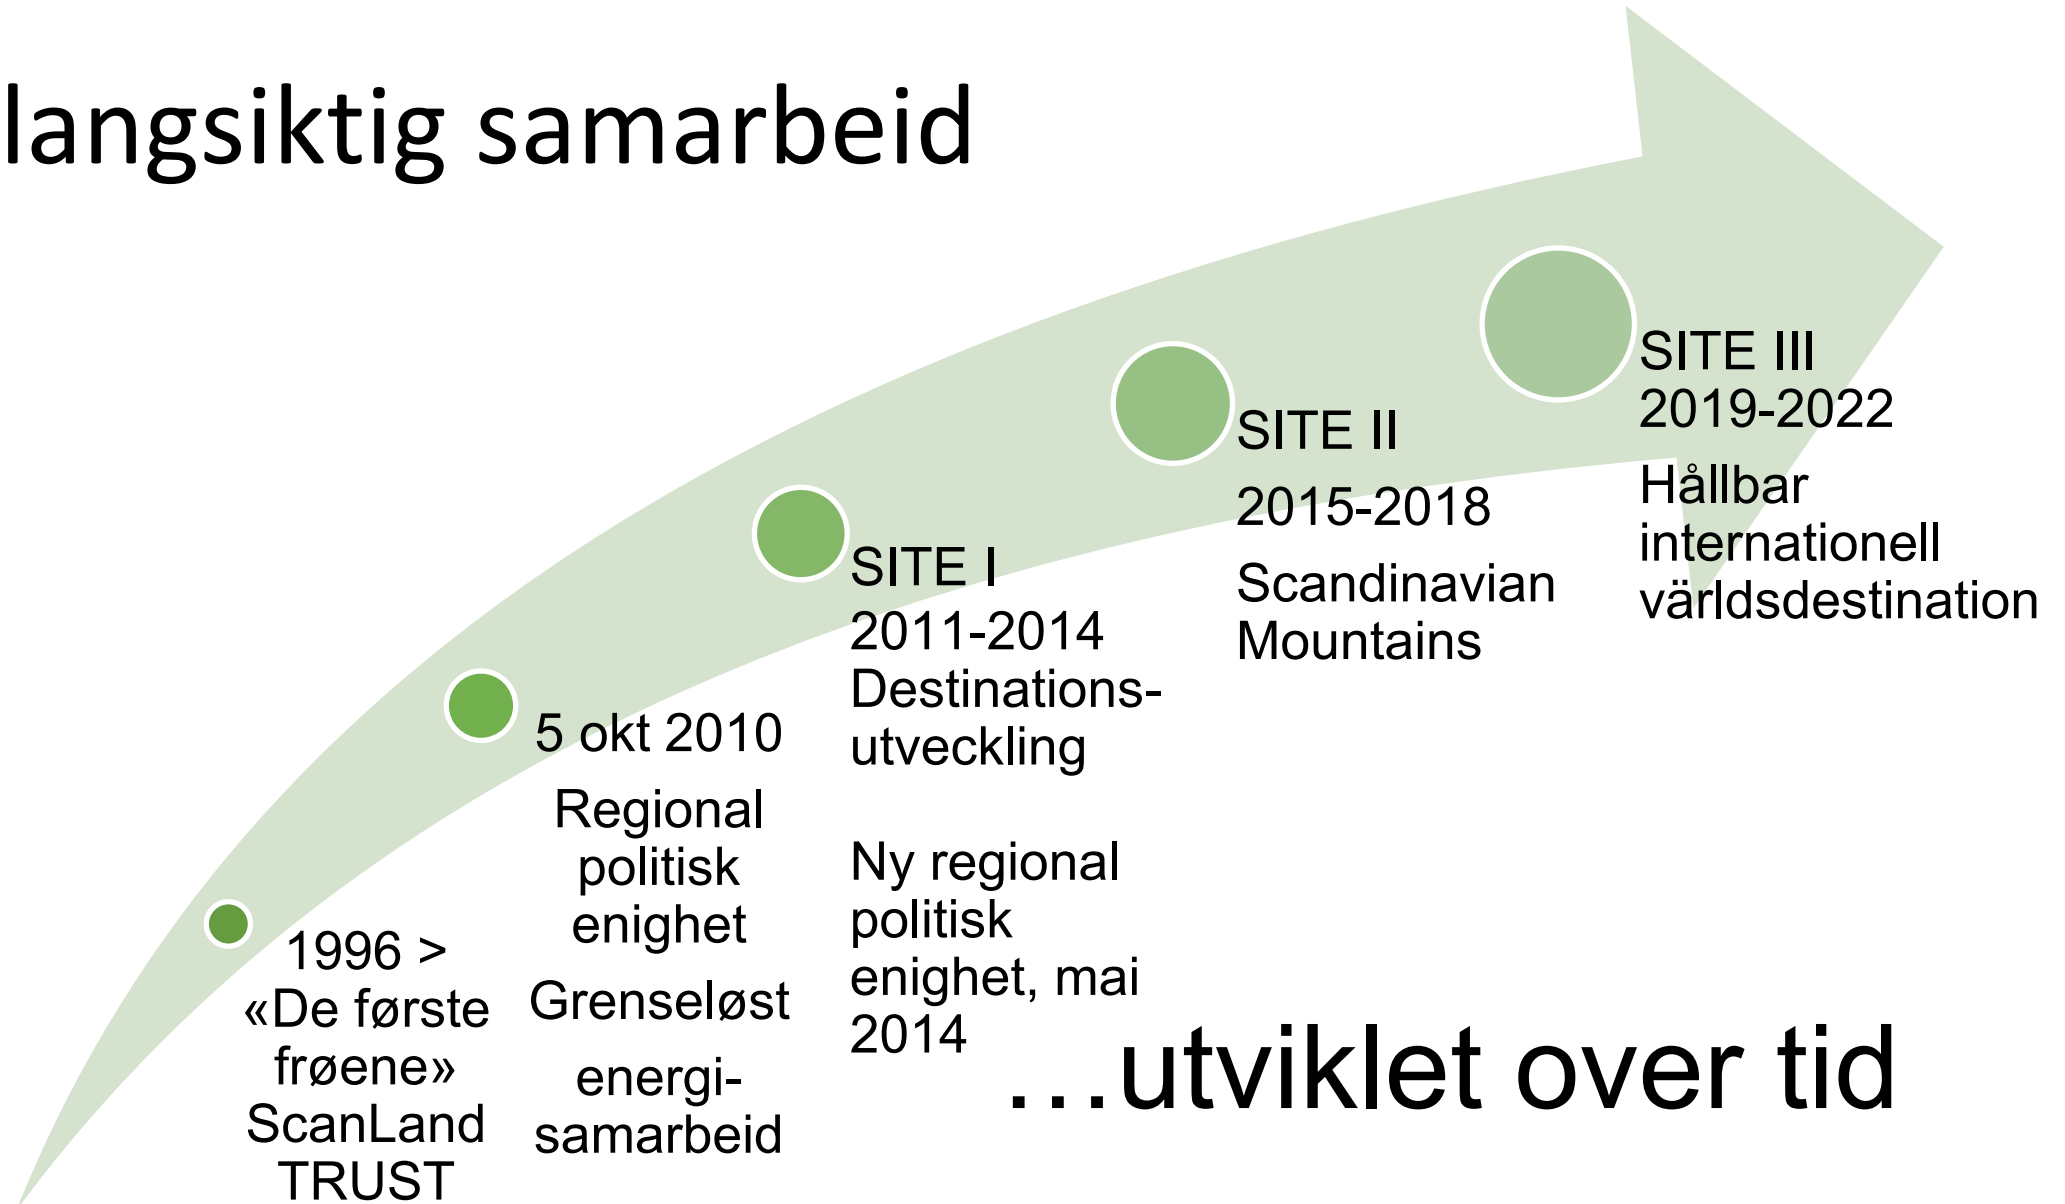 langsiktig samarbeid
1996 >
«De første
frøene»
ScanLand
TRUST
5 okt 2010
Regional
politisk
enighet
Grenseløst
energi-
samarbeid
SITE I
2011-2014
Destinations-
utveckling
Ny regional
politisk
enighet, mai
2014
SITE II
2015-2018
Scandinavian
Mountains
SITE III
2019-2022
Hållbar
internationell
världsdestination
...utviklet over tid